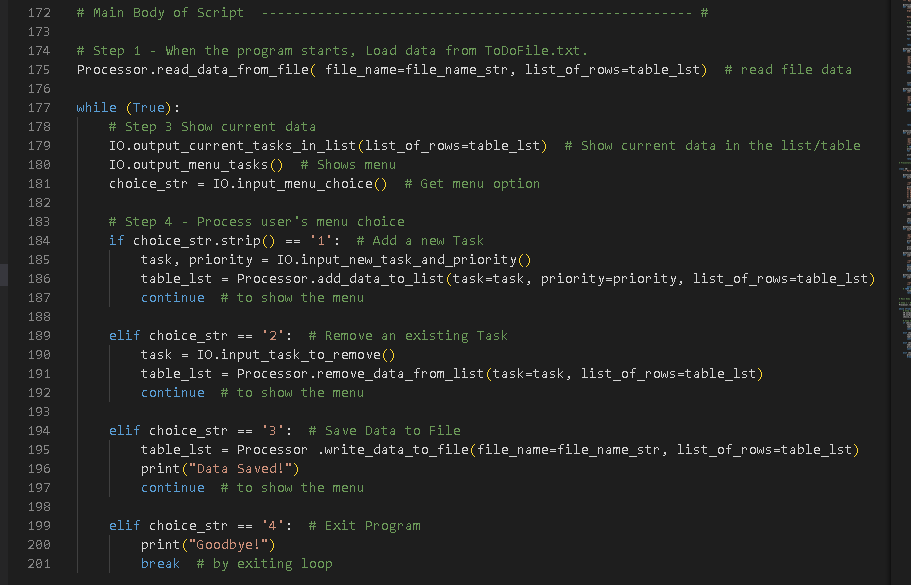 172 # Main Body of Script ------------------------------------------------------ #
173
174 # Step 1 - When the program starts, Load data from ToDoFile.txt.
175 Processor.read_data_from_file( file_name=file_name_str, list_of_rows=table_lst) # read file data
176
177 while (True):
178 # Step 3 Show current data
179 IO.output_current_tasks_in_list(list_of_rows=table_lst) # Show current data in the list/table
180 IO.output_menu_tasks() # Shows menu
181 choice_str = IO.input_menu_choice() # Get menu option
182
183 # Step 4 - Process user's menu choice
184 if choice_str.strip() == '1': # Add a new Task
185 task, priority = IO.input_new_task_and_priority()
186 table_lst = Processor.add_data_to_list(task=task, priority=priority, list_of_rows=table_lst)
187 continue # to show the menu
188
189 elif choice_str == '2': # Remove an existing Task
190 task = IO.input_task_to_remove()
191 table_lst = Processor.remove_data_from_list(task=task, list_of_rows=table_lst)
192 continue # to show the menu
193
194 elif choice_str == '3': # Save Data to File
195 table_lst = Processor .write_data_to_file(file_name=file_name_str, list_of_rows=table_lst)
196 print("Data Saved!")
197 continue # to show the menu
198
199 elif choice_str == '4': # Exit Program
200 print("Goodbye!")
201 break # by exiting loop